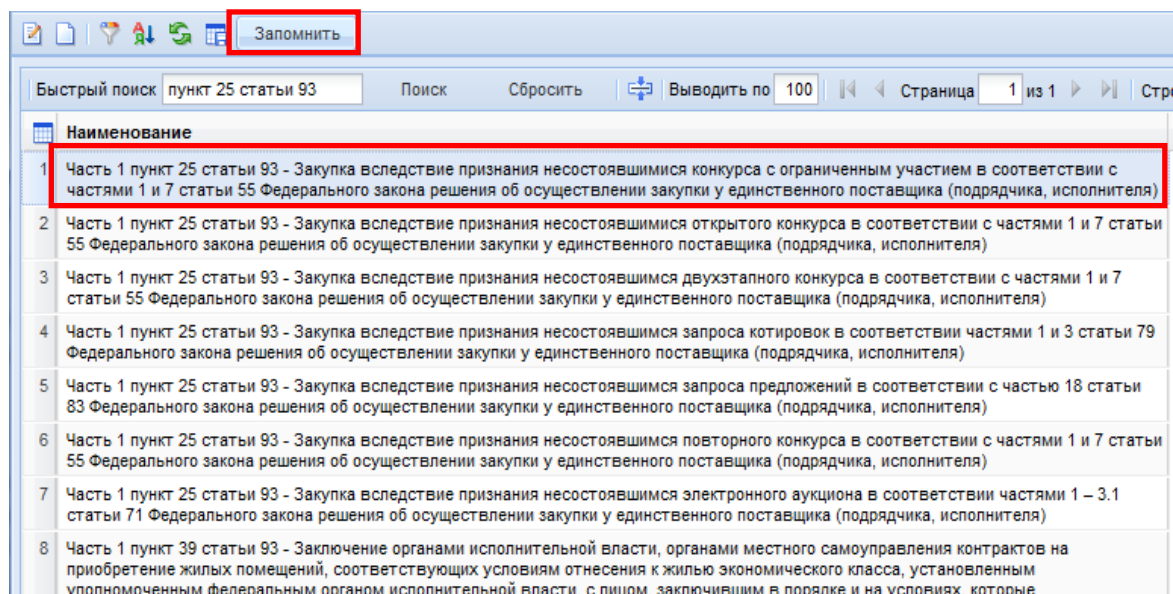 Запомнить
Быстрый поиск пункт 25 статьи 93 Поиск Сбросить Выводить по 100 Страница 1 из 1
Наименование
1 Часть 1 пункт 25 статьи 93 - Закупка вследствие признания несостоявшимися конкурса с ограниченным участием в соответствии с
частями 1 и 7 статьи 55 Федерального закона решения об осуществлении закупки у единственного поставщика (подрядчика, исполнителя)
2 Часть 1 пункт 25 статьи 93 - Закупка вследствие признания несостоявшимися открытого конкурса в соответствии с частями 1 и 7 статьи
55 Федерального закона решения об осуществлении закупки у единственного поставщика (подрядчика, исполнителя)
3 Часть 1 пункт 25 статьи 93 - Закупка вследствие признания несостоявшимся двухэтапного конкурса в соответствии с частями 1 и 7
статьи 55 Федерального закона решения об осуществлении закупки у единственного поставщика (подрядчика, исполнителя)
4 Часть 1 пункт 25 статьи 93 - Закупка вследствие признания несостоявшимся запроса котировок в соответствии частями 1 и 3 статьи 79
Федерального закона решения об осуществлении закупки у единственного поставщика (подрядчика, исполнителя)
5 Часть 1 пункт 25 статьи 93 - Закупка вследствие признания несостоявшимся запроса предложений в соответствии с частью 18 статьи
83 Федерального закона решения об осуществлении закупки у единственного поставщика (подрядчика, исполнителя)
6 Часть 1 пункт 25 статьи 93 - Закупка вследствие признания несостоявшимся повторного конкурса в соответствии с частями 1 и 7 статьи
55 Федерального закона решения об осуществлении закупки у единственного поставщика (подрядчика, исполнителя)
7 Часть 1 пункт 25 статьи 93 - Закупка вследствие признания несостоявшимся электронного аукциона в соответствии частями 1 – 3.1
статьи 71 Федерального закона решения об осуществлении закупки у единственного поставщика (подрядчика, исполнителя)
8 Часть 1 пункт 39 статьи 93 - Заключение органами исполнительной власти, органами местного самоуправления контрактов на
приобретение жилых помещений, соответствующих условиям отнесения к жилью экономического класса, установленным
уполномоченным федеральным органом исполнительной власти, с лицом, заключившим в порядке и на условиях, которые